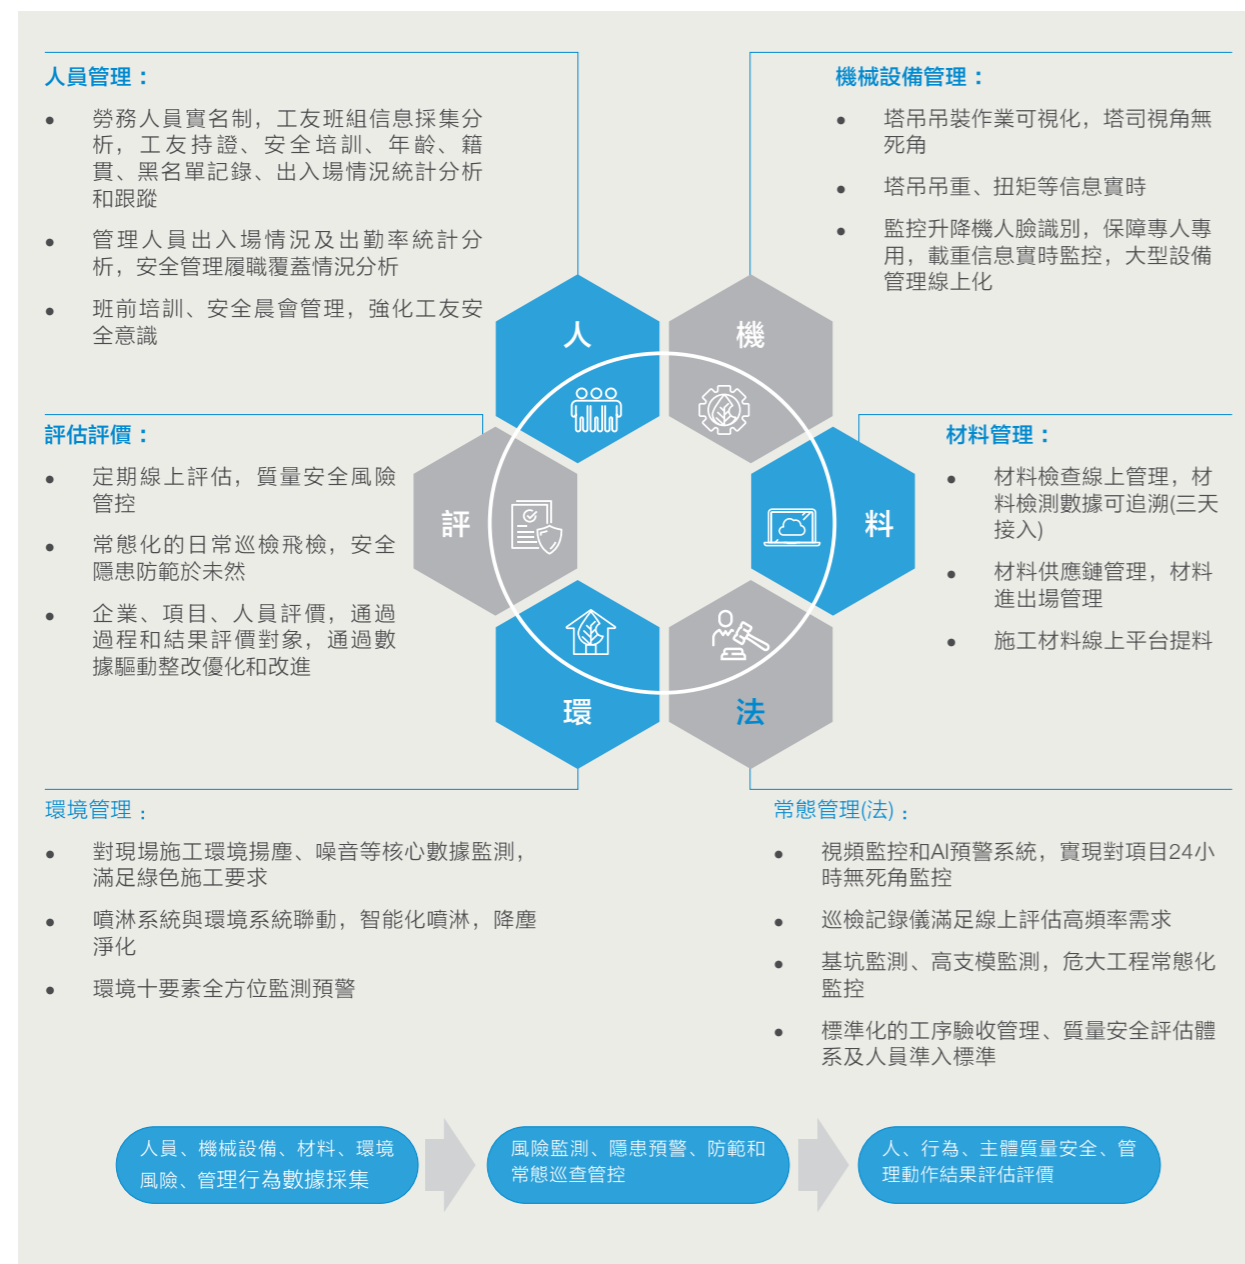 人員管理：
● 勞務人員實名制，工友班組信息採集分
析，工友持證、安全培訓、年齡、籍
貫、黑名單記錄、出入場情況統計分析
和跟蹤
● 管理人員出入場情況及出勤率統計分
析，安全管理履職覆蓋情況分析
● 班前培訓、安全晨會管理，強化工友安
全意識
機械設備管理：
● 塔吊吊裝作業可視化，塔司視角無
死角
● 塔吊吊重、扭矩等信息實時
● 監控升降機人臉識別，保障專人專
用，載重信息實時監控，大型設備
管理線上化
人
機
評估評價：
● 定期線上評估，質量安全風險
管控
● 常態化的日常巡檢飛檢，安全
隱患防範於未然
● 企業、項目、人員評價，通過
過程和結果評價對象，通過數
據驅動整改優化和改進
評
料
材料管理：
● 材料檢查線上管理，材
料檢測數據可追溯(三天
接入)
● 材料供應鏈管理，材料
進出場管理
● 施工材料線上平台提料
環
法
環境管理：
● 對現場施工環境揚塵、噪音等核心數據監測，
滿足綠色施工要求
● 噴淋系統與環境系統聯動，智能化噴淋，降塵
淨化
● 環境十要素全方位監測預警
常態管理(法)：
● 視頻監控和AI預警系統，實現對項目24小
時無死角監控
● 巡檢記錄儀滿足線上評估高頻率需求
● 基坑監測、高支模監測，危大工程常態化
監控
● 標準化的工序驗收管理、質量安全評估體
系及人員準入標準
人員、機械設備、材料、環境
風險、管理行為數據採集
風險監測、隱患預警、防範和
常態巡查管控
人、行為、主體質量安全、管
理動作結果評估評價